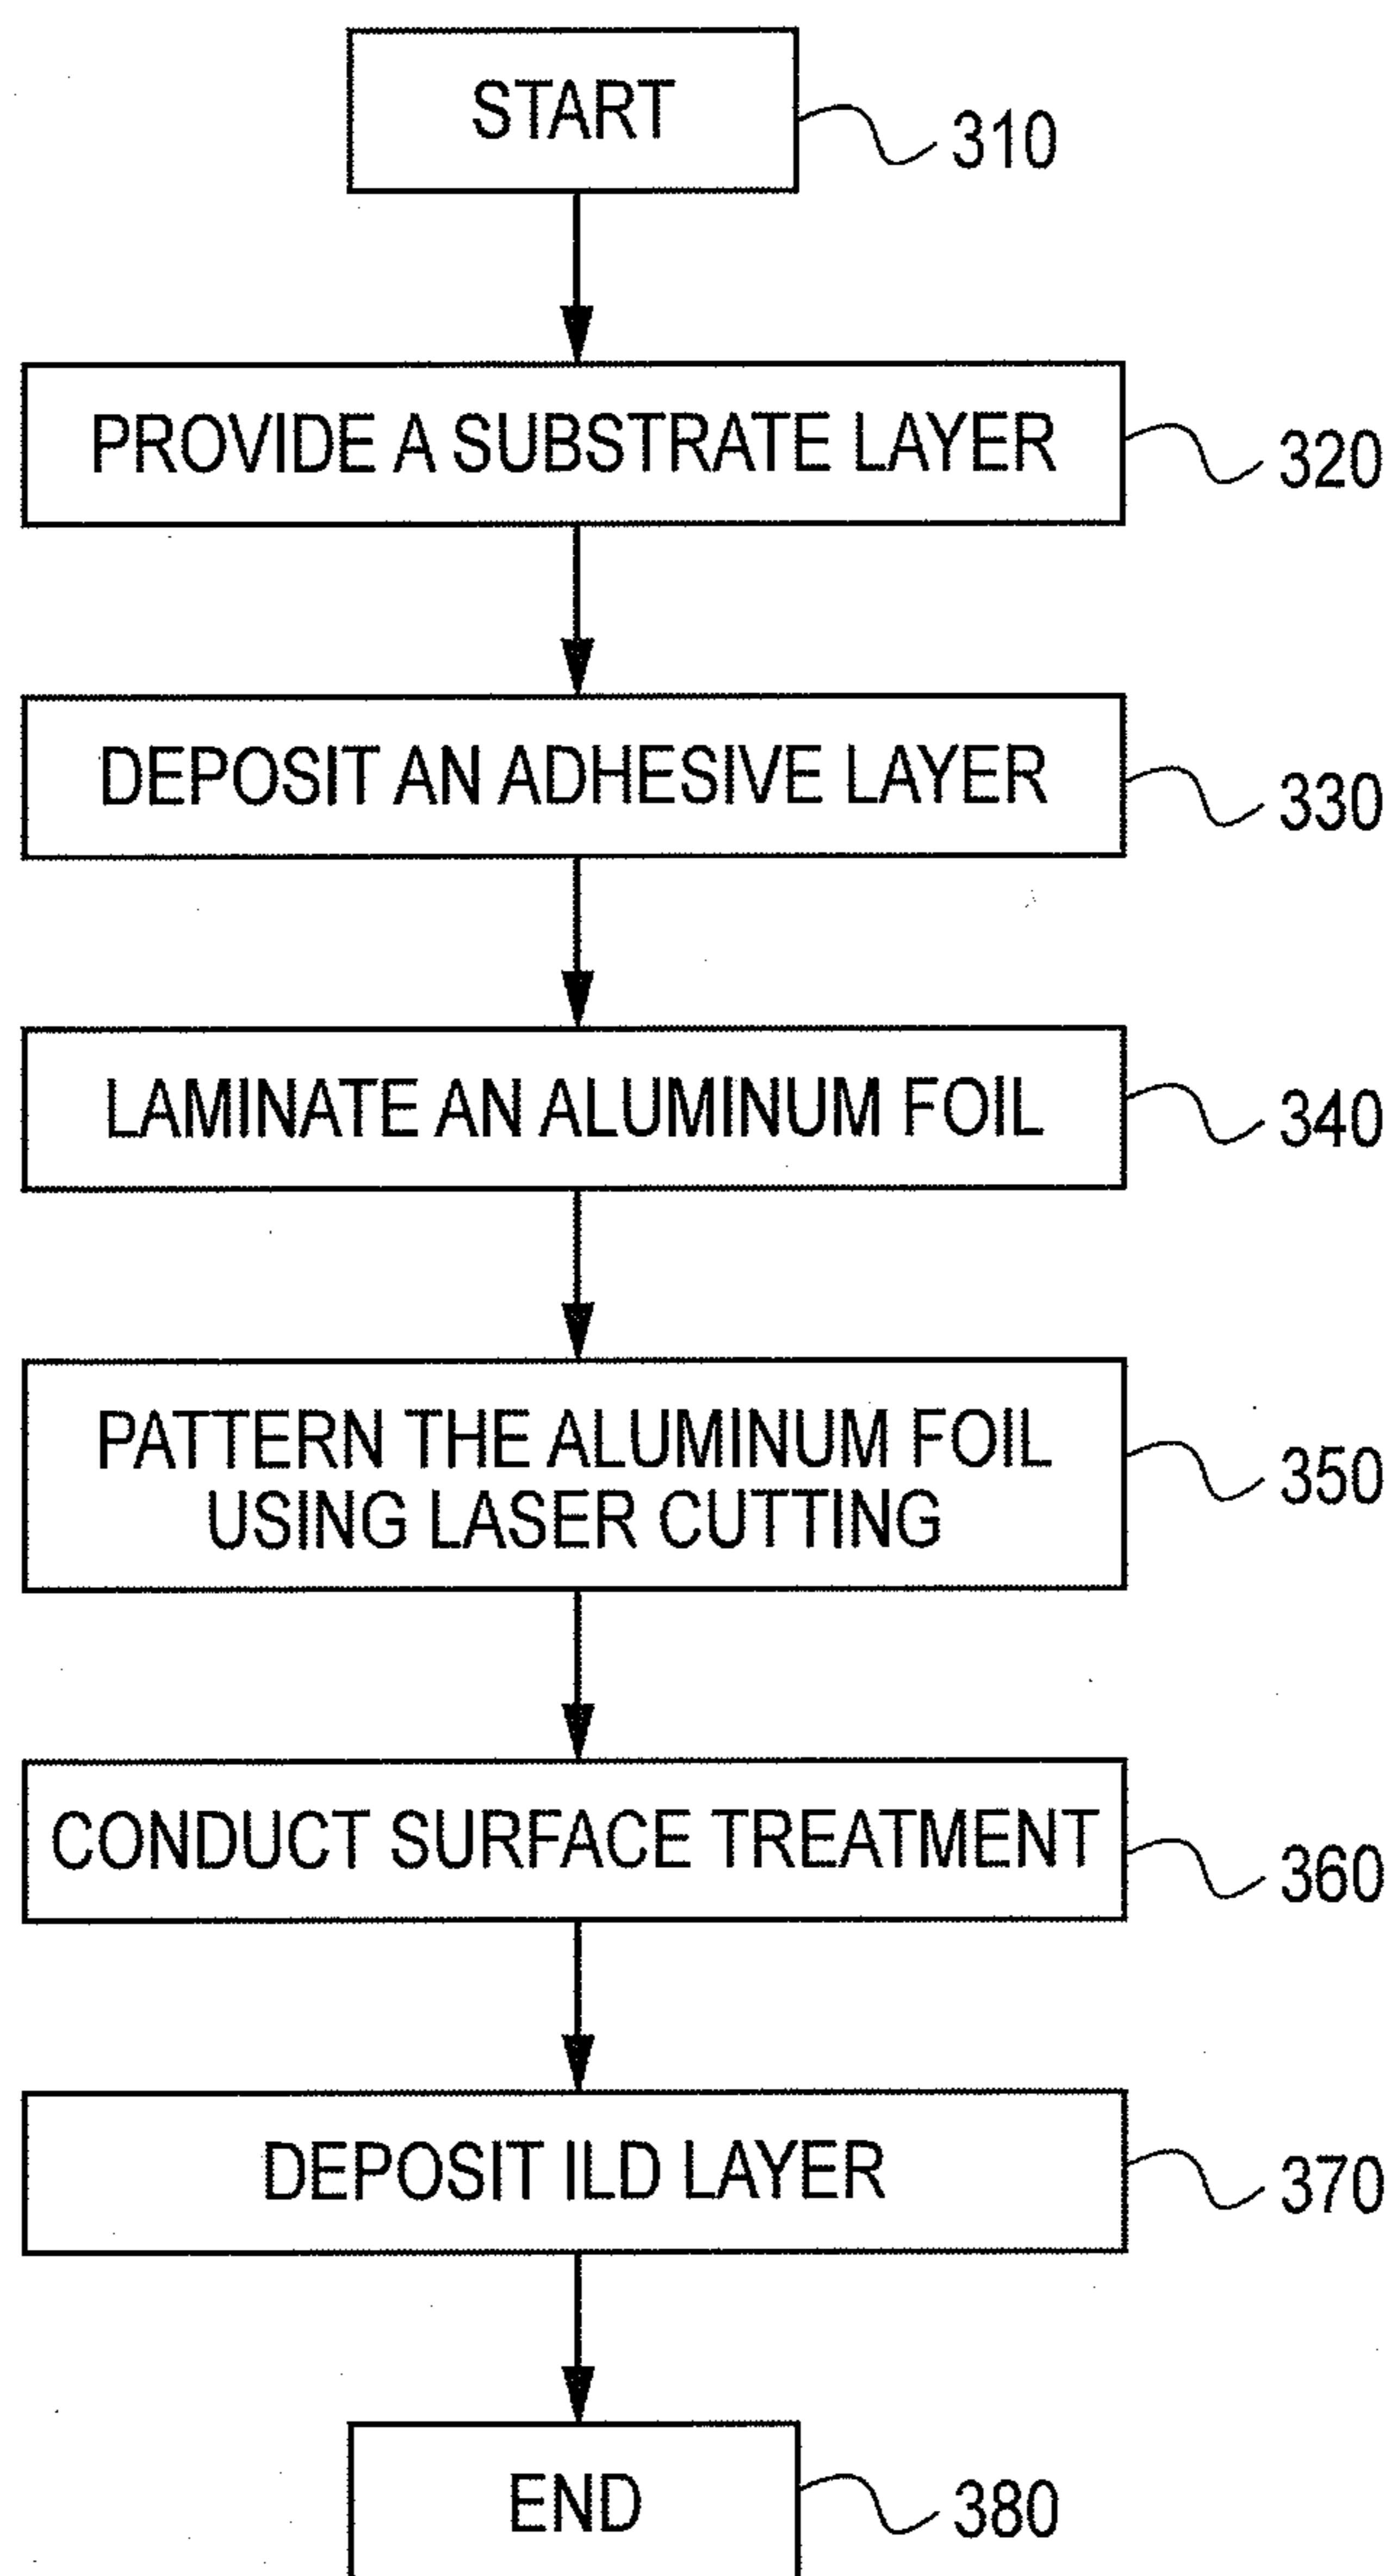 START
310
PROVIDE A SUBSTRATE LAYER
320
DEPOSIT AN ADHESIVE LAYER
330
LAMINATE AN ALUMINUM FOIL
340
PATTERN THE ALUMINUM FOIL
USING LASER CUTTING
350
CONDUCT SURFACE TREATMENT
360
DEPOSIT ILD LAYER
370
END
380